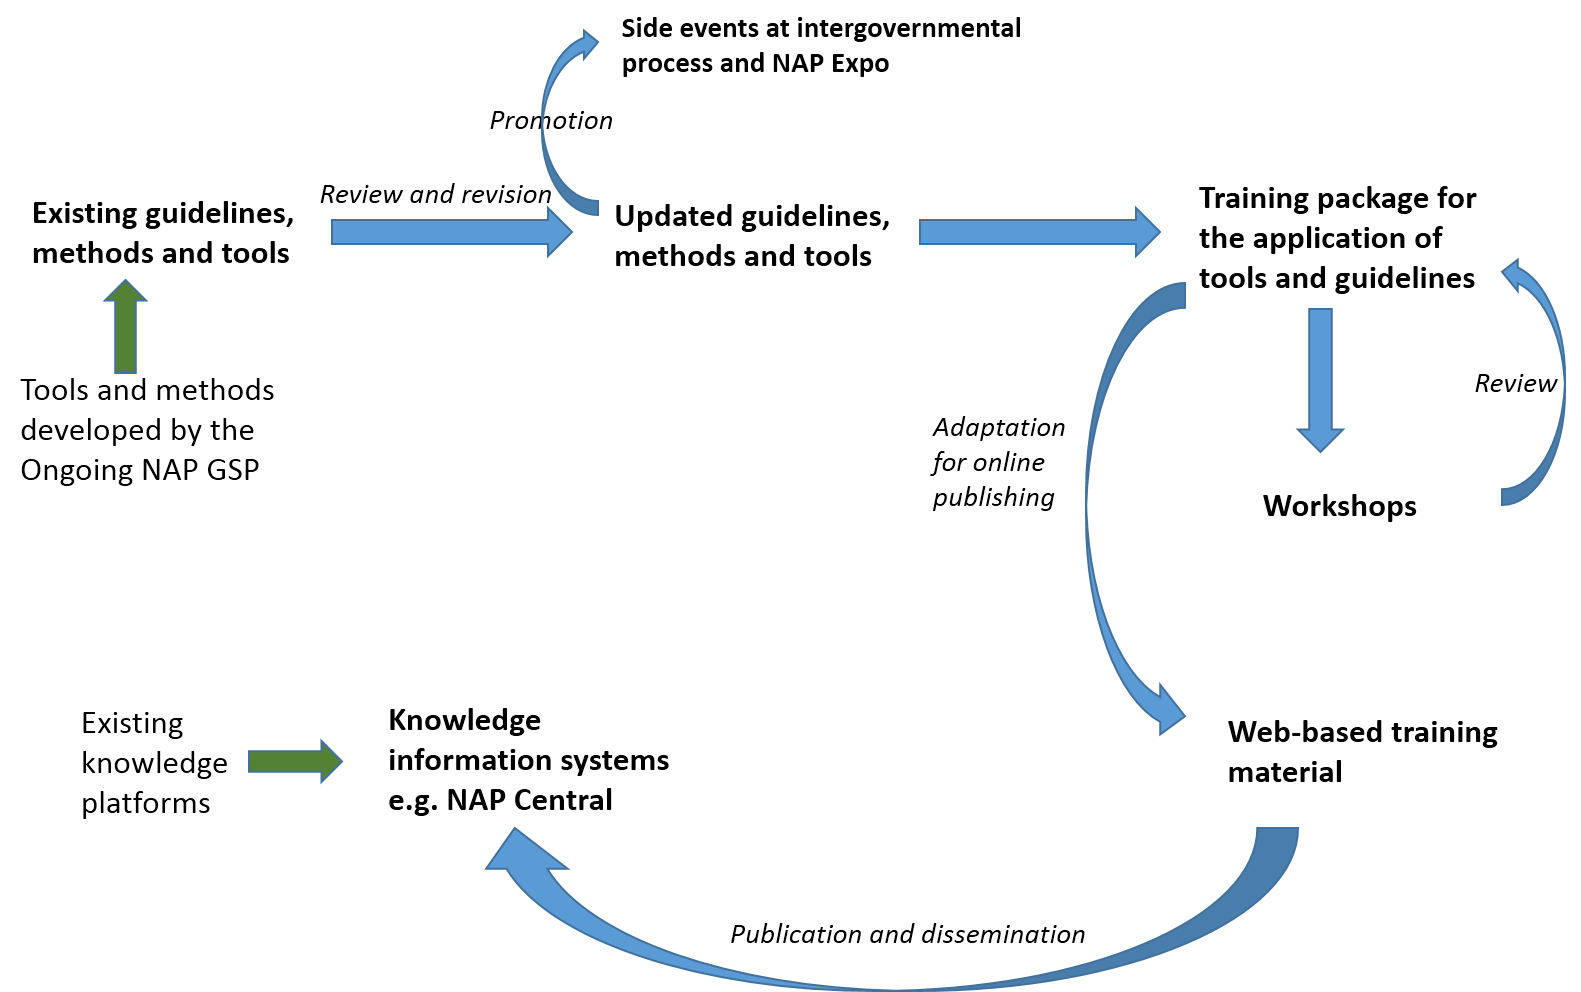 Side events at intergovernmental
process and NAP Expo
Promotion
Review and revision
Existing guidelines,
methods and tools
Updated guidelines,
methods and tools
Training package for
the application of
tools and guidelines
Tools and methods
developed by the
Ongoing NAP GSP
Review
Adaptation
for online
publishing
Workshops
Existing
knowledge
platforms
Knowledge
information systems
e.g. NAP Central
Web-based training
material
Publication and dissemination